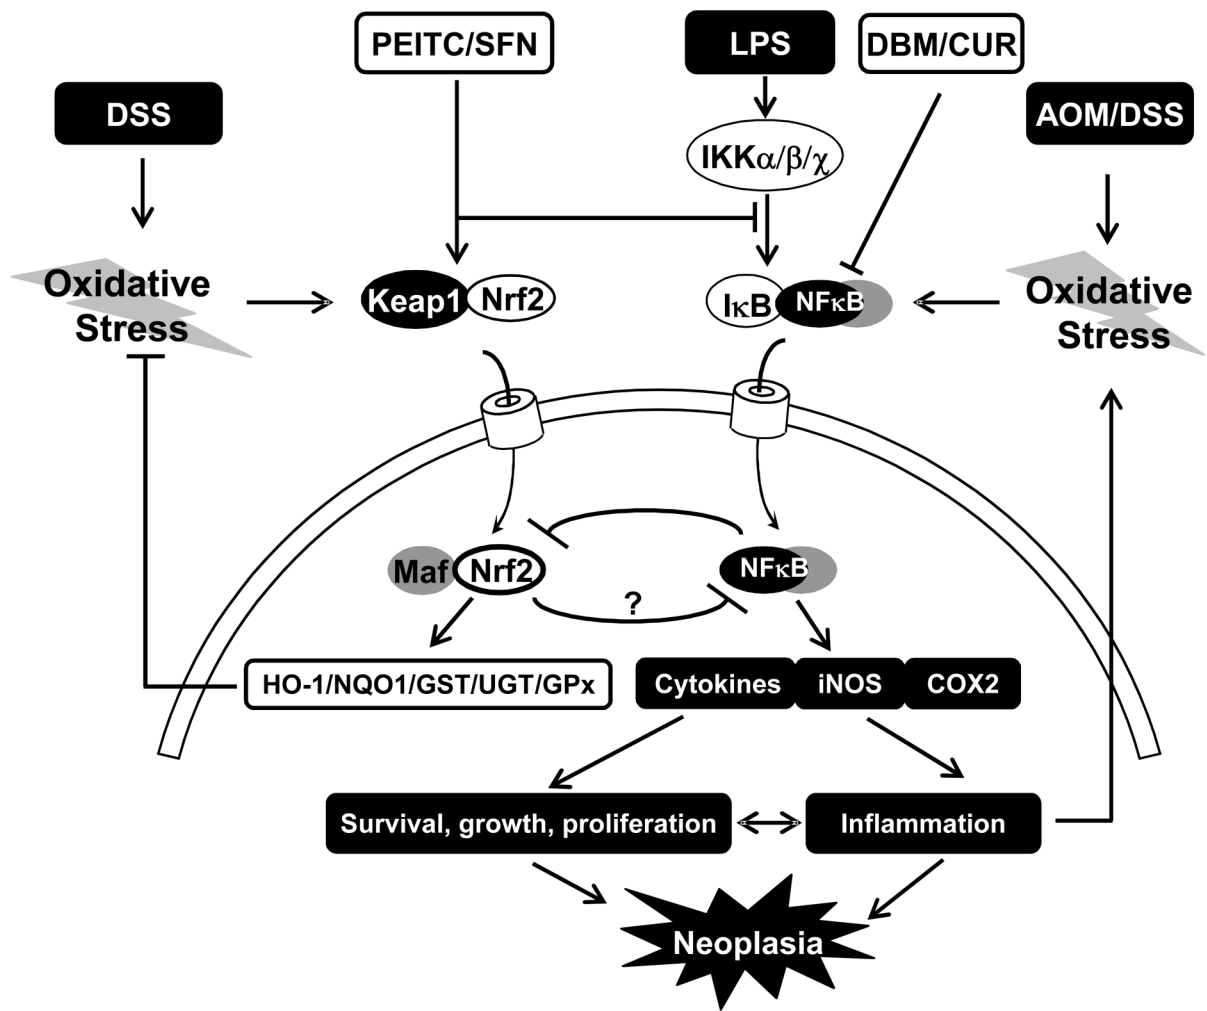 PEITC/SFN
LPS
DBM/CUR
DSS
AOM/DSS
IKKα/β/χ
Oxidative
Stress
Keap1
Nrf2
IκB
NFκB
Oxidative
Stress
Maf
Nrf2
NFκB
?
HO-1/NQO1/GST/UGT/GPx
Cytokines
iNOS
COX2
Survival, growth, proliferation
Inflammation
Neoplasia